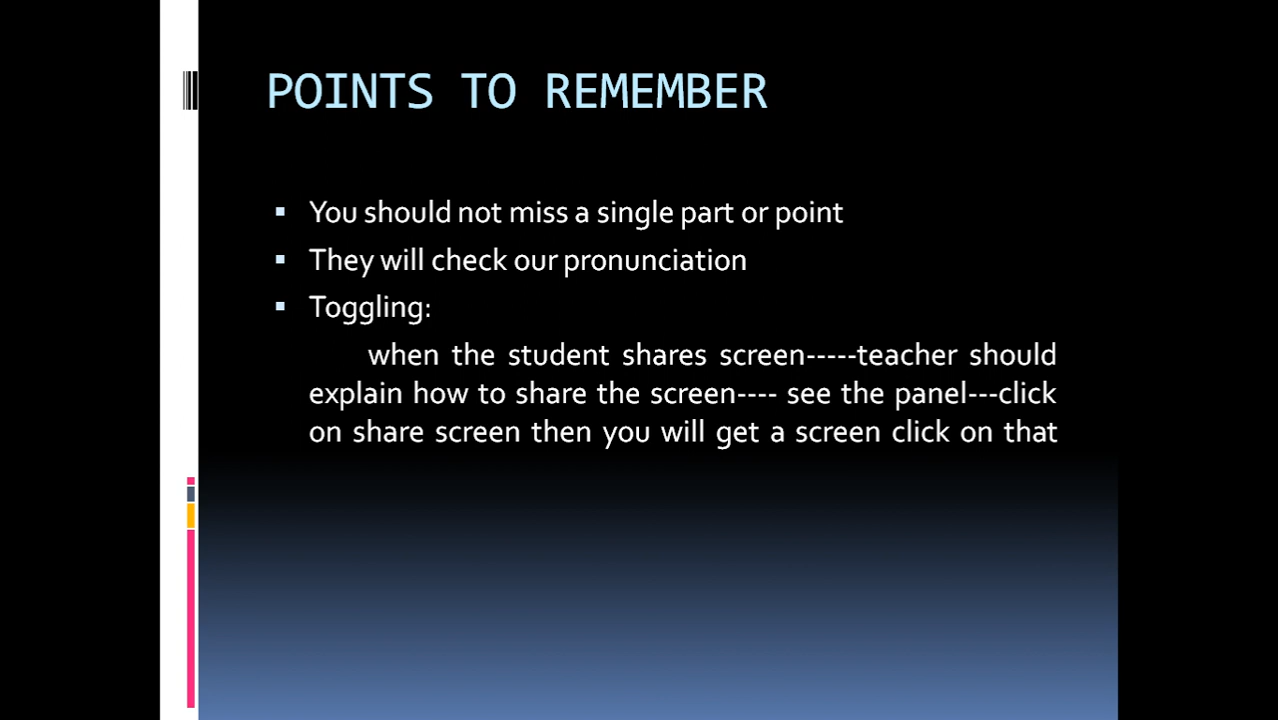 POINTS TO REMEMBER
You should not miss a single part or point
They will check our pronunciation
Toggling:
when the student shares screen-----teacher should
explain how to share the screen---- see the panel---click
on share screen then you will get a screen click on that